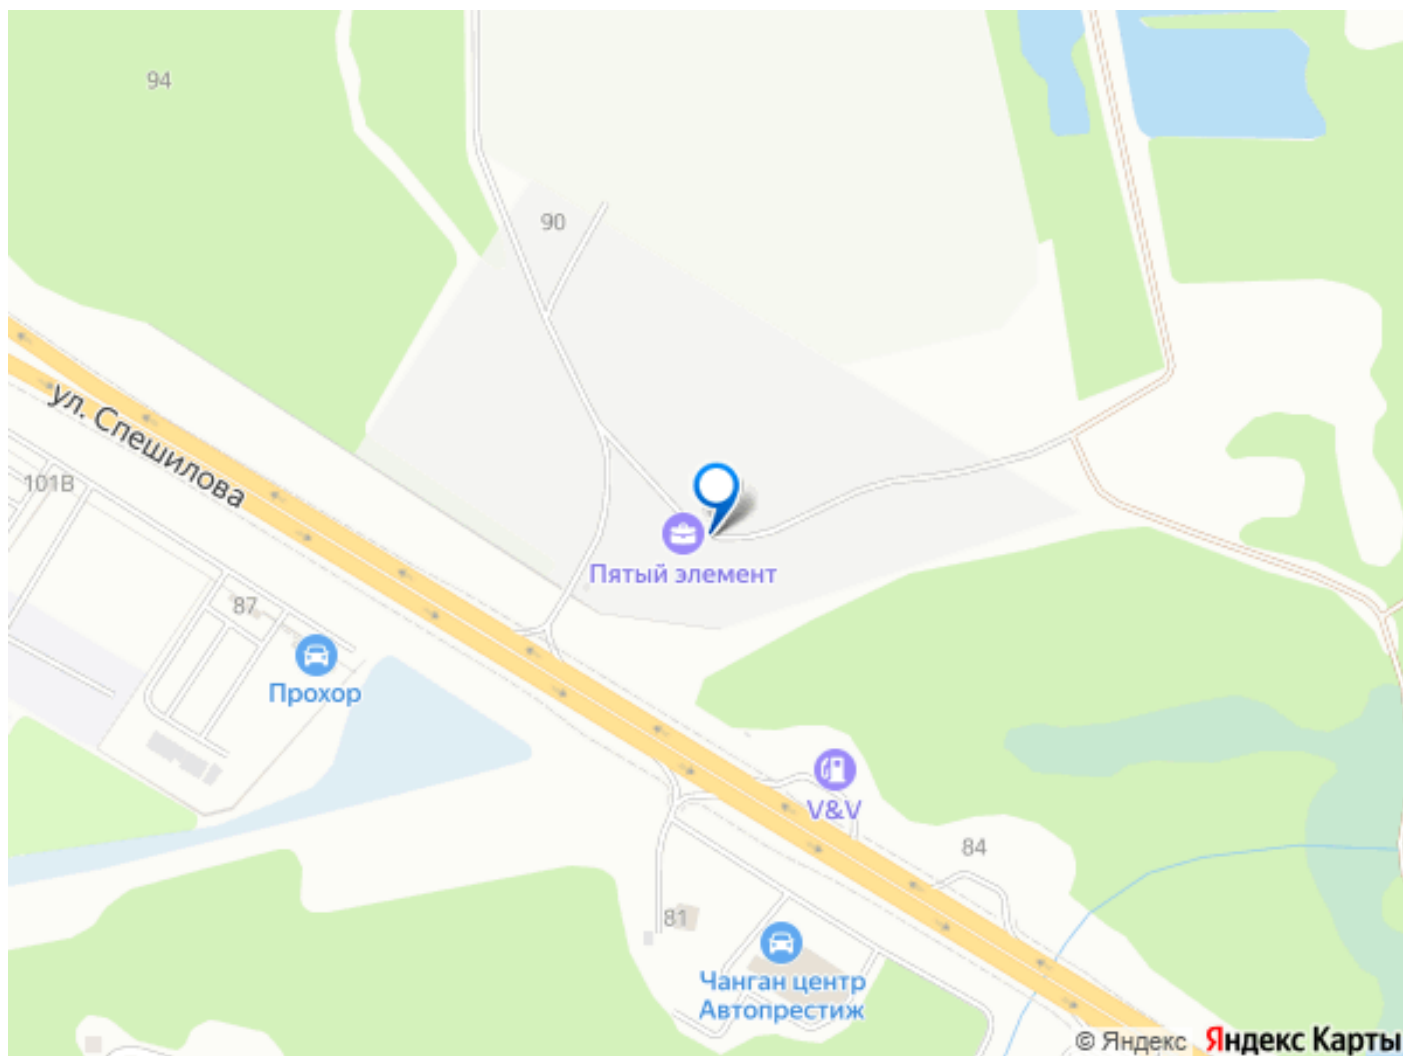 94
90
ул. Спешилова
101В
Пятый элемент
87
Прохор
V&V
84
81
Чанган центр
Автопрестиж
© Яндекс Яндекс Карты